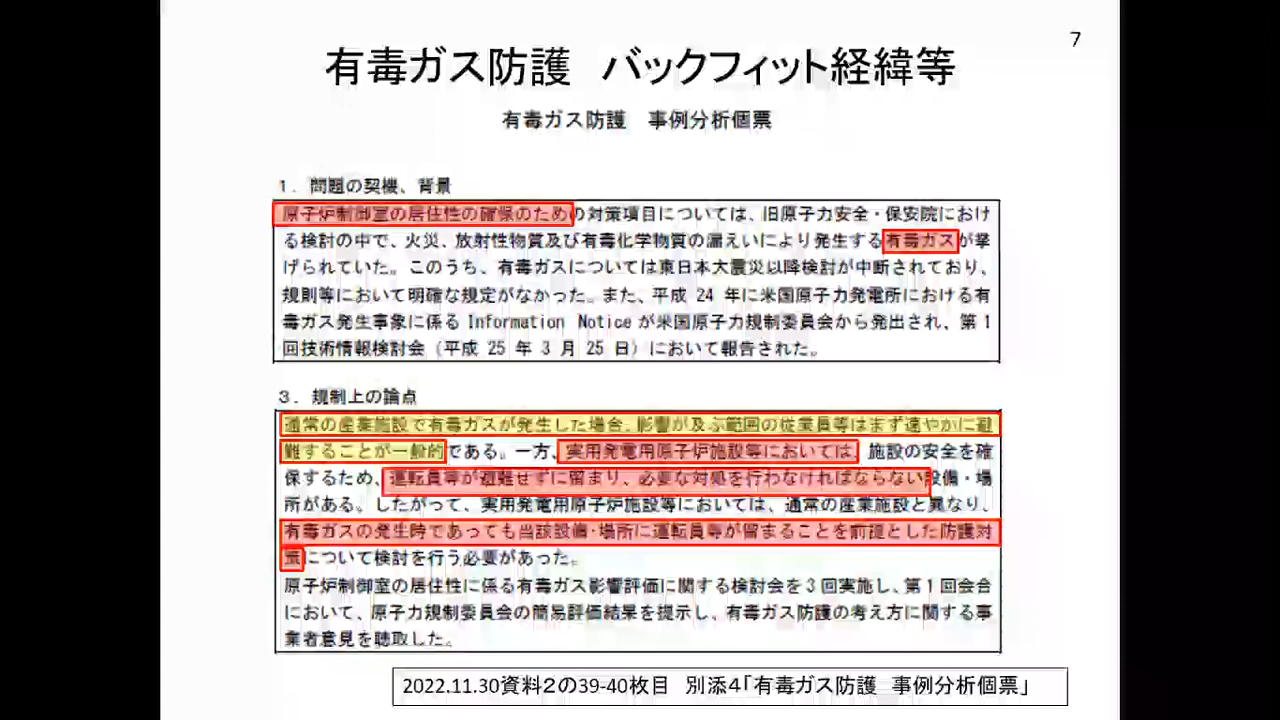 7
有毒ガス防護　バックフィット経緯等
有毒ガス防護　事例分析個票
1．問題の契機、背景
原子炉制御室の居住性の確保のための対策項目については、旧原子力安全・保安院におけ
る検討の中で、火災、放射性物質及び有毒化学物質の漏えいにより発生する有毒ガスが挙
げられていた。このうち、有毒ガスについては東日本大震災以降検討が中断されており、
規則等において明確な規定がなかった。また、平成 24 年に米国原子力発電所における有
毒ガス発生事象に係る Information Notice が米国原子力規制委員会から発出され、第1
回技術情報検討会（平成 25 年 3 月 25 日）において報告された。
3．規制上の論点
通常の産業施設で有毒ガスが発生した場合、影響が及ぶ範囲の従業員等はまず速やかに避
難することが一般的である。一方、実用発電用原子炉施設等においては、施設の安全を確
保するため、運転員等が避難せずに留まり、必要な対処を行わなければならない設備・場
所がある。したがって、実用発電用原子炉施設等においては、通常の産業施設と異なり、
有毒ガスの発生時であっても当該設備・場所に運転員等が留まることを前提とした防護対
策について検討を行う必要があった。
原子炉制御室の居住性に係る有毒ガス影響評価に関する検討会を3回実施し、第1回会合
において、原子力規制委員会の簡易評価結果を提示し、有毒ガス防護の考え方に関する事
業者意見を聴取した。
2022.11.30資料２の39-40枚目　別添４「有毒ガス防護　事例分析個票」